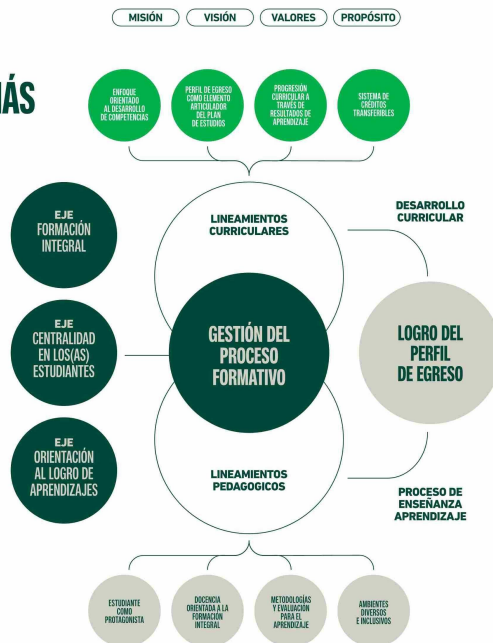 MISIÓN
VISIÓN
VALORES
PROPÓSITO
ENFOQUE
ORIENTADO
AL DESARROLLO
DE COMPETENCIAS
PERFIL DE EGRESO
COMO ELEMENTO
ARTICULADOR
DEL PLAN
DE ESTUDIOS
PROGRESIÓN
CURRICULAR A
TRAVÉS DE
RESULTADOS DE
APRENDIZAJE
SISTEMA DE
CRÉDITOS
TRANSFERIBLES
EJE
FORMACIÓN
INTEGRAL
EJE
CENTRALIDAD
EN LOS(AS)
ESTUDIANTES
EJE
ORIENTACIÓN
AL LOGRO DE
APRENDIZAJES
LINEAMIENTOS
CURRICULARES
GESTIÓN DEL
PROCESO
FORMATIVO
LINEAMIENTOS
PEDAGOGICOS
DESARROLLO
CURRICULAR
LOGRO DEL
PERFIL
DE EGRESO
PROCESO DE
ENSEÑANZA
APRENDIZAJE
ESTUDIANTE
COMO
PROTAGONISTA
DOCENCIA
ORIENTADA A LA
FORMACIÓN
INTEGRAL
METODOLOGÍAS
Y EVALUACIÓN
PARA EL
APRENDIZAJE
AMBIENTES
DIVERSOS
E INCLUSIVOS